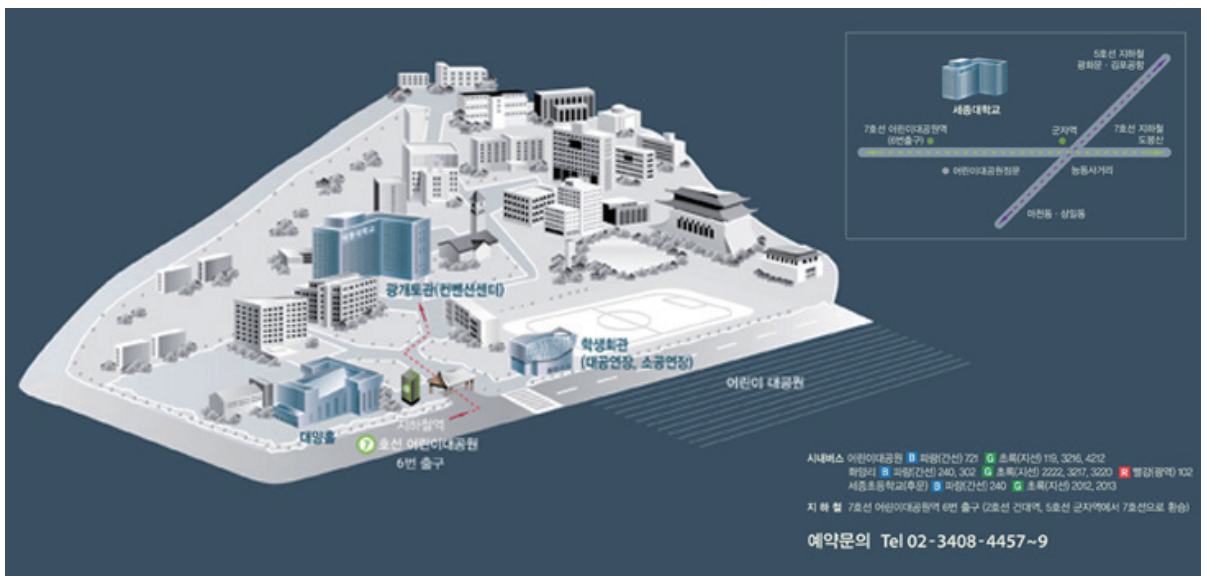 5호선 지하철
광화문 · 김포공항
세종대학교
7호선 어린이대공원역
(6번출구)
군자역
7호선 지하철
도봉산
어린이대공원정문
능동사거리
마천동 · 상일동
세종대학교
광개토관(컨벤션센터)
학생회관
(대공연장, 소공연장)
어린이 대공원
대양홀
지하철역
7 호선 어린이대공원
6번 출구
시내버스 어린이대공원 B 파랑(간선) 721 G 초록(지선) 119, 3216, 4212
화양리 B 파랑(간선) 240, 302 G 초록(지선) 2222, 3217, 3220 R 빨강(광역) 102
세종초등학교(후문) B 파랑(간선) 240 G 초록(지선) 2012, 2013
지 하 철 7호선 어린이대공원역 6번 출구 (2호선 건대역, 5호선 군자역에서 7호선으로 환승)
예약문의 Tel 02-3408-4457~9